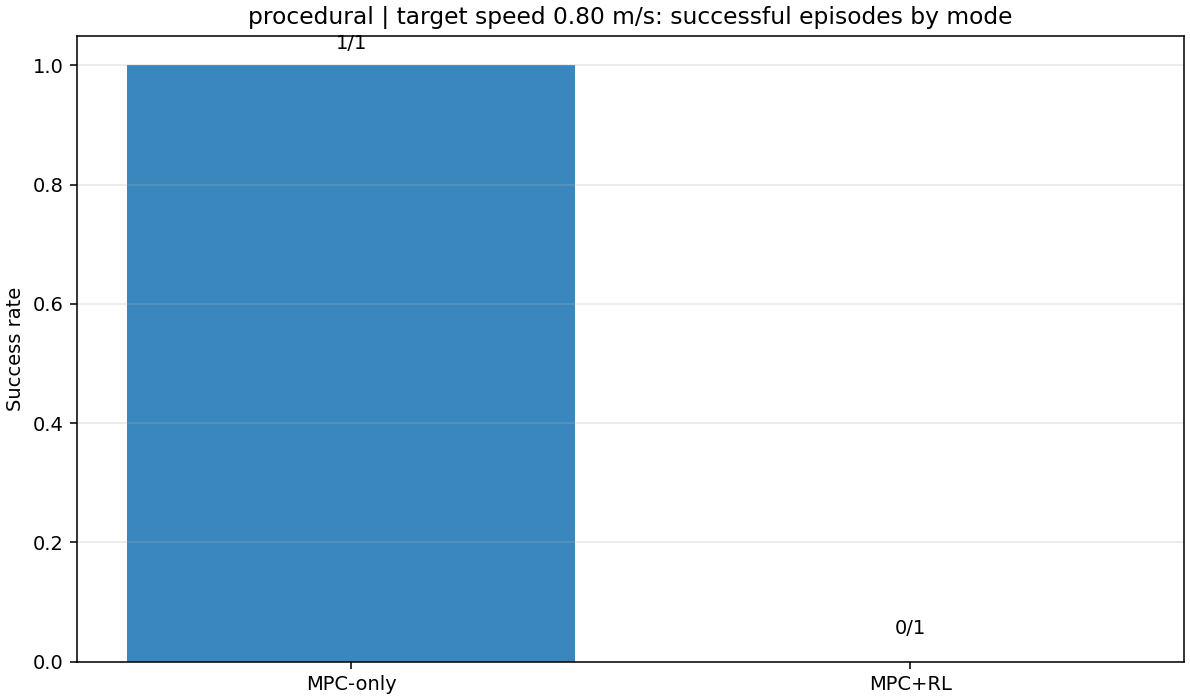 procedural | target speed 0.80 m/s: successful episodes by mode
1/1
1.0
0.8
0.6
0.4
0.2
0.0
Success rate
0/1
MPC-only
MPC+RL